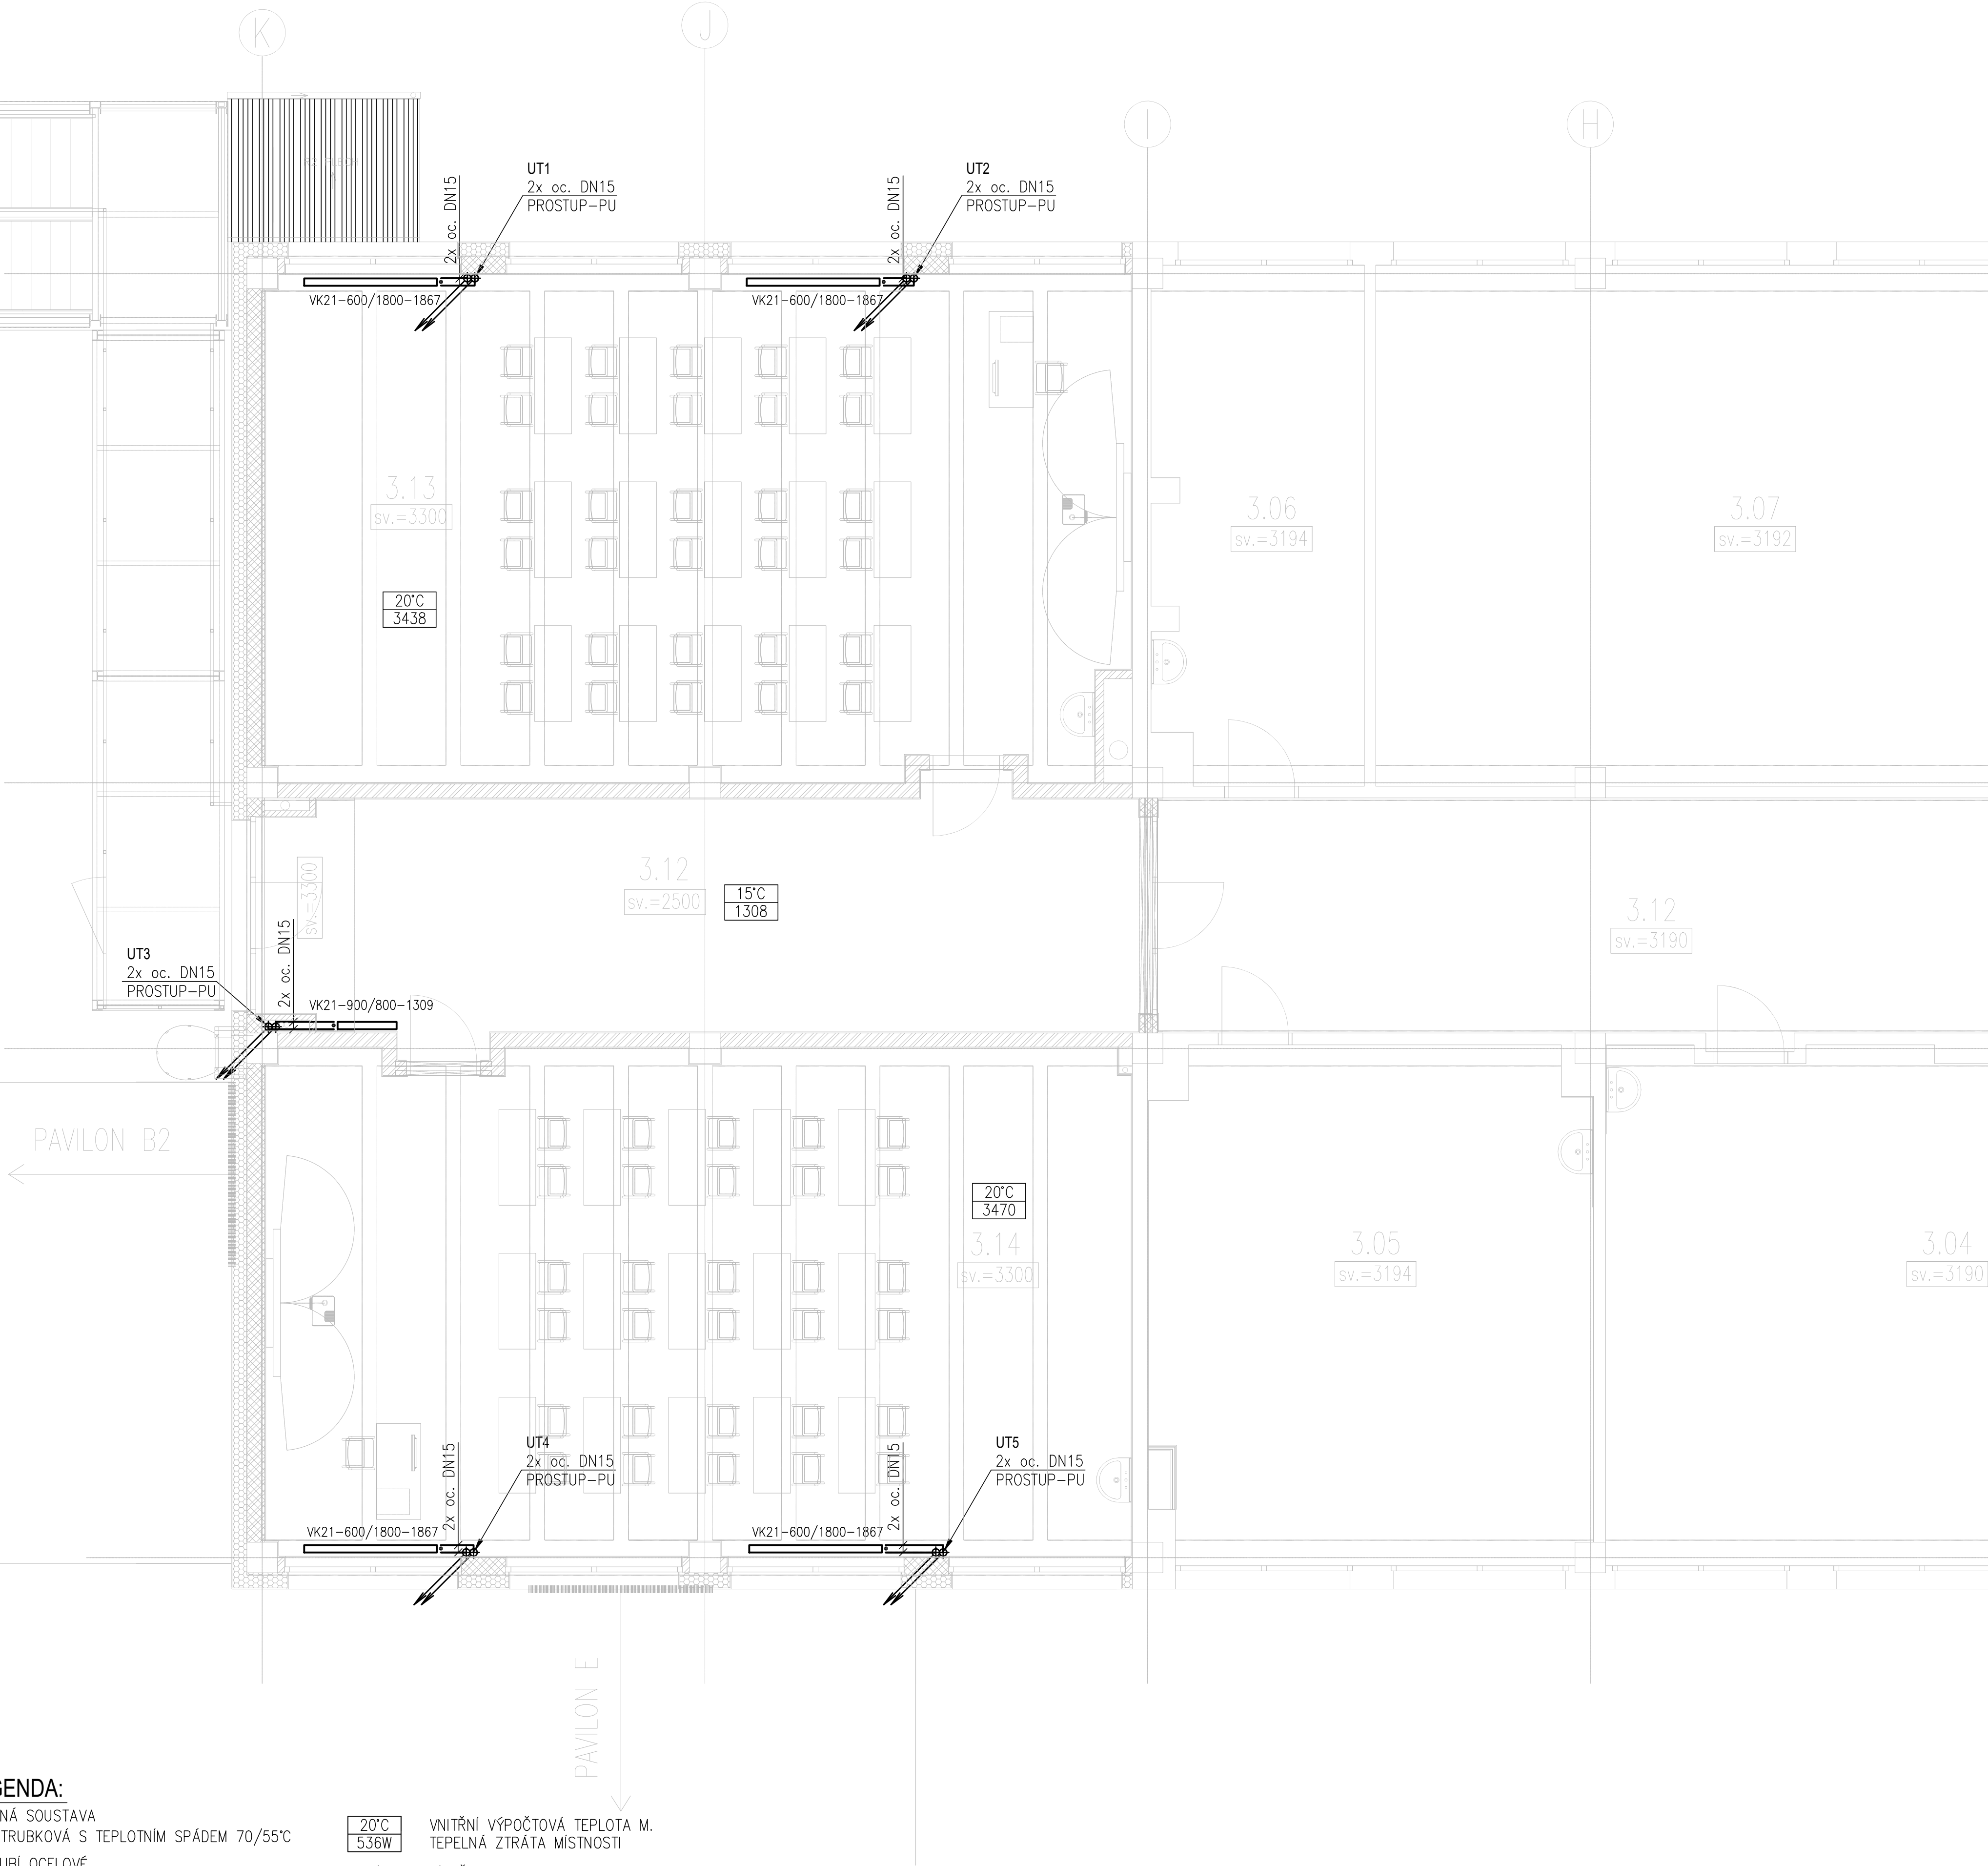 K
J
I
H
UT1
2x oc. DN15
PROSTUP-PU
2x oc. DN15
UT2
2x oc. DN15
PROSTUP-PU
2x oc. DN15
VK21-600/1800-1867
VK21-600/1800-1867
3.13
sv.=3300
20°C
3438
3.06
sv.=3194
3.07
sv.=3192
3.12
sv.=2500
15°C
1308
sv.=3300
3.12
sv.=3190
UT3
2x oc. DN15
PROSTUP-PU
2x oc. DN15
VK21-900/800-1309
PAVILON B2
20°C
3470
3.14
sv.=3300
3.05
sv.=3194
3.04
sv.=3190
UT4
2x oc. DN15
PROSTUP-PU
2x oc. DN15
UT5
2x oc. DN15
PROSTUP-PU
2x oc. DN15
VK21-600/1800-1867
VK21-600/1800-1867
PAVILON E
GENDA:
NÁ SOUSTAVA
TRUBKOVÁ S TEPLOTNÍM SPÁDEM 70/55°C
20°C
536W
VNITŘNÍ VÝPOČTOVÁ TEPLOTA M.
TEPELNÁ ZTRÁTA MÍSTNOSTI
UBÍ OCELOVÉ